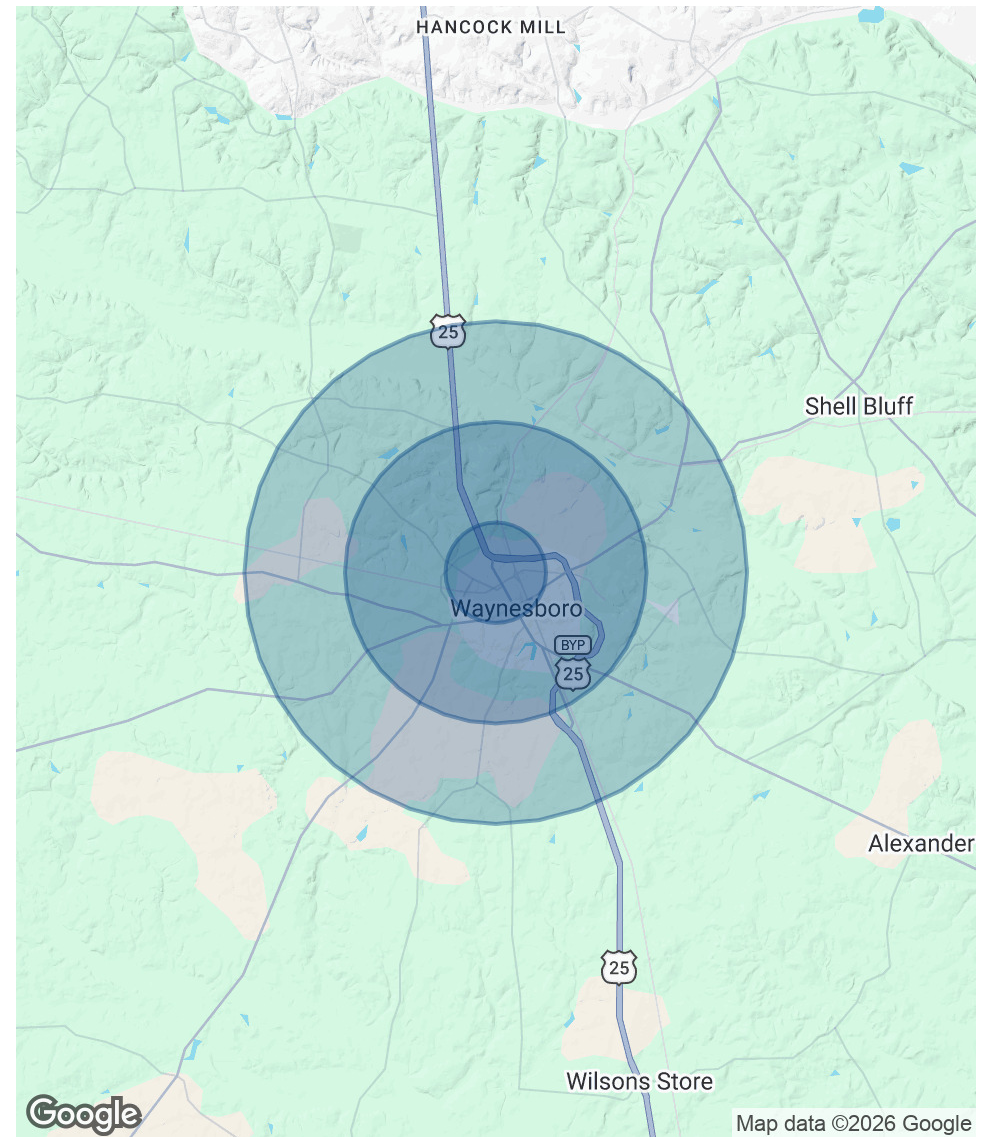 HANCOCK MILL
25
Shell Bluff
Waynesboro
BYP
25
Alexander
25
Wilsons Store
Google
Map data ©2026 Google